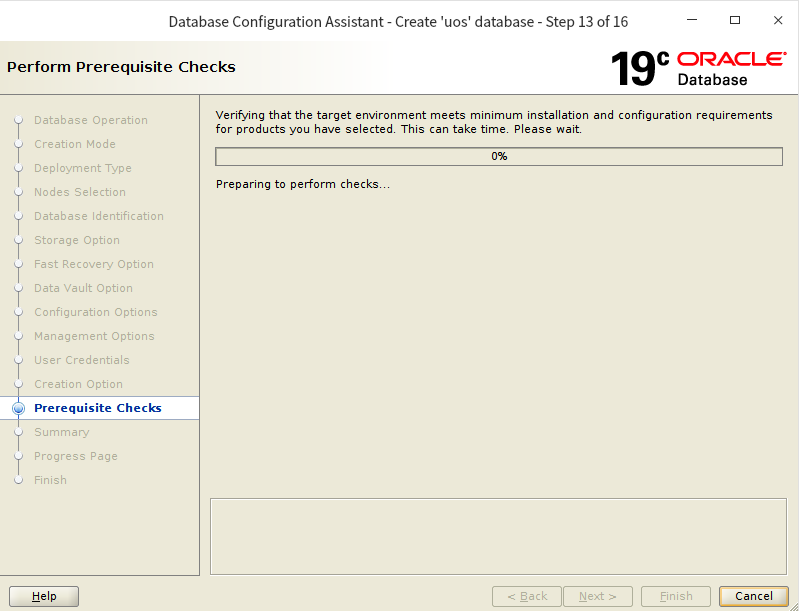 Database Configuration Assistant - Create 'uos' database - Step 13 of 16
Perform Prerequisite Checks
19c ORACLE
Database
Database Operation
Creation Mode
Deployment Type
Nodes Selection
Database Identification
Storage Option
Fast Recovery Option
Data Vault Option
Configuration Options
Management Options
User Credentials
Creation Option
Prerequisite Checks
Summary
Progress Page
Finish
Verifying that the target environment meets minimum installation and configuration requirements
for products you have selected. This can take time. Please wait.
0%
Preparing to perform checks...
Help
< Back
Next >
Finish
Cancel